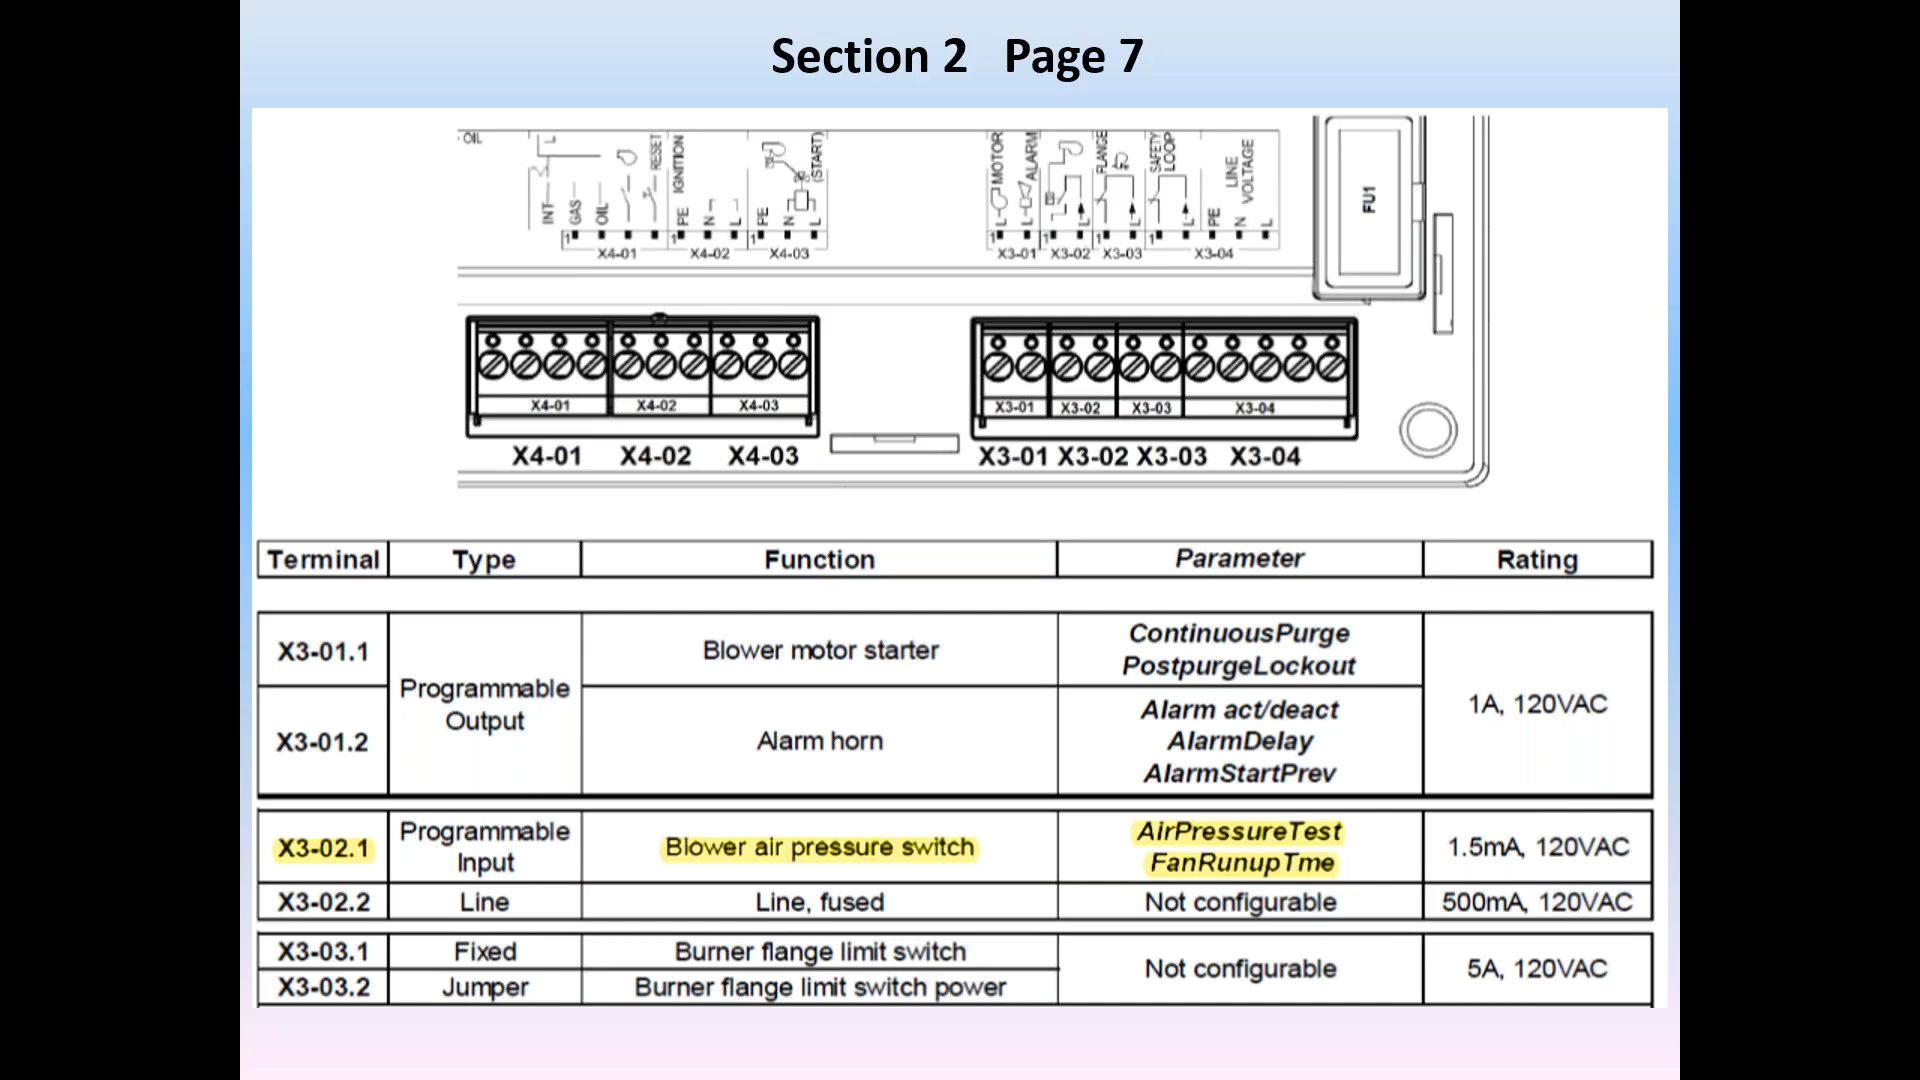 Section 2   Page 7
OIL
L
INT
GAS
OIL
RESET
IGNITION
PE
N
L
PE
N
L
(START)
MOTOR
ALARM
FLANGE
SAFETY
LOOP
LINE
VOLTAGE
L
L
L
L
L
PE
N
L
FU1
1
1
1
1
1
1
1
X4-01
X4-02
X4-03
X3-01
X3-02
X3-03
X3-04
X4-01
X4-02
X4-03
X3-01
X3-02
X3-03
X3-04
X4-01 X4-02 X4-03
X3-01 X3-02 X3-03 X3-04
Terminal Type Function Parameter Rating
X3-01.1 Programmable Output Blower motor starter ContinuousPurge
PostpurgeLockout
1A, 120VAC
X3-01.2 Alarm horn Alarm act/deact
AlarmDelay
AlarmStartPrev
X3-02.1 Programmable Input Blower air pressure switch AirPressureTest
FanRunupTme
1.5mA, 120VAC
X3-02.2 Line Line, fused Not configurable 500mA, 120VAC
X3-03.1 Fixed Burner flange limit switch Not configurable 5A, 120VAC
X3-03.2 Jumper Burner flange limit switch power